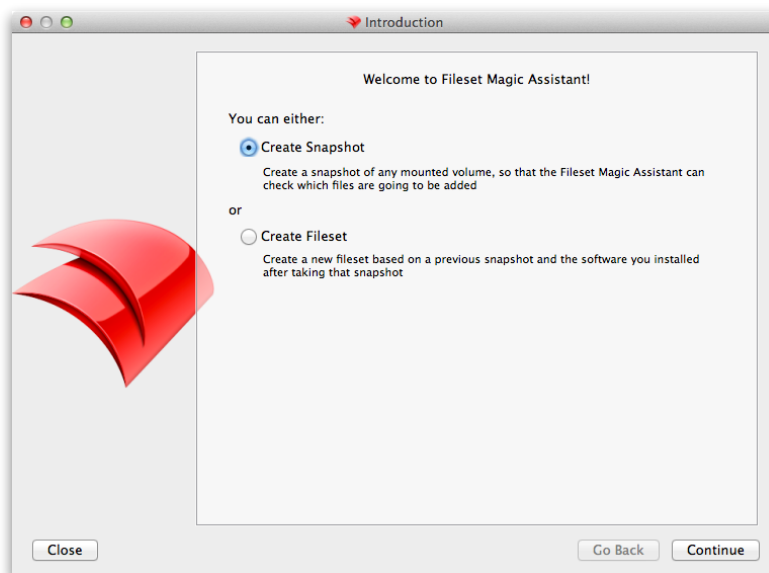 Introduction
Welcome to Fileset Magic Assistant!
You can either:
Create Snapshot
Create a snapshot of any mounted volume, so that the Fileset Magic Assistant can
check which files are going to be added
or
Create Fileset
Create a new fileset based on a previous snapshot and the software you installed
after taking that snapshot
Close
Go Back
Continue